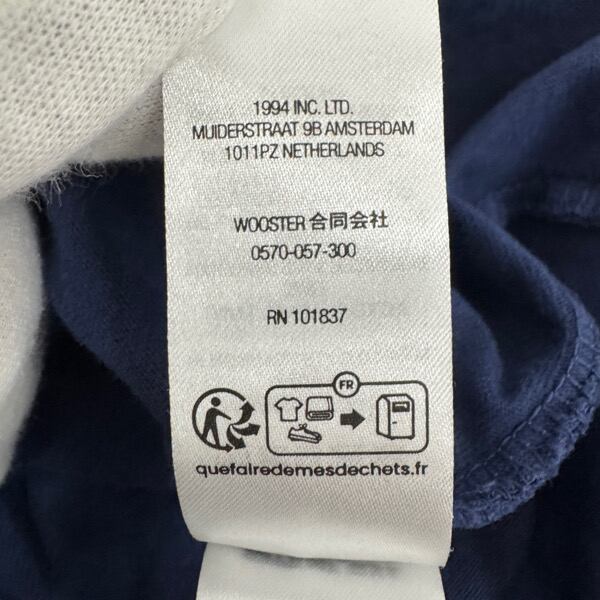 1994 INC. LTD.
MUIDERSTRAAT 9B AMSTERDAM
1011PZ NETHERLANDS
WOOSTER 合同会社
0570-057-300
RN 101837
FR
quefairedemesdechets.fr